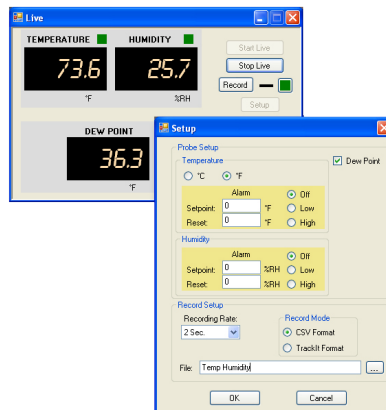 Live
TEMPERATURE HUMIDITY
Start Live
73.6 25.7
Stop Live
Record
°F %RH
Setup
DEW POINT
36.3
°F
Setup
Probe Setup
Temperature
Dew Point
°C °F
Alarm Off
Setpoint: 0 °F Low
Reset: 0 °F High
Humidity
Alarm Off
Setpoint: 0 %RH Low
Reset: 0 %RH High
Record Setup
Recording Rate: Record Mode
2 Sec. CSV Format
TrackIt Format
File: Temp Humidity ...
OK Cancel